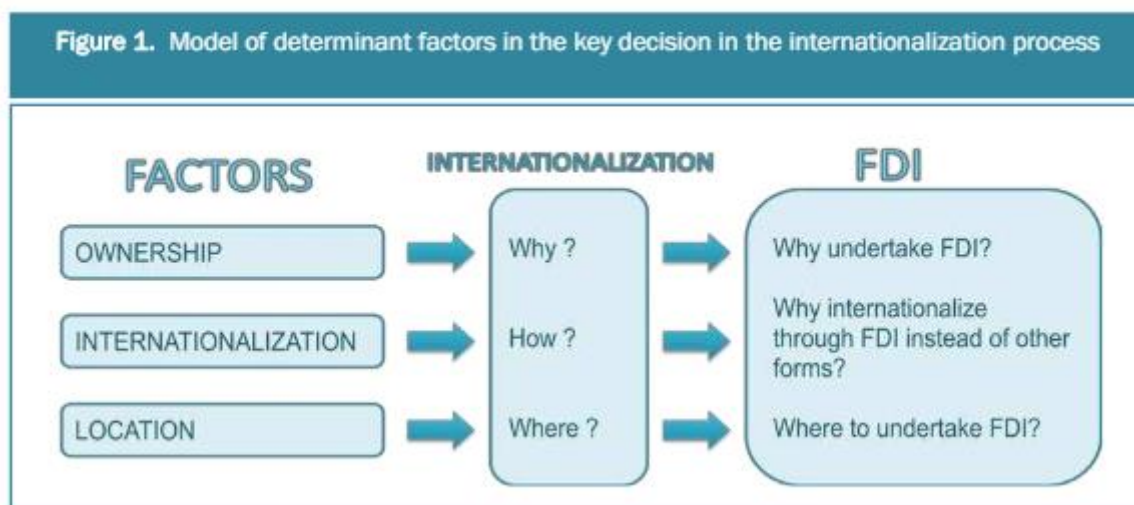 Figure 1. Model of determinant factors in the key decision in the internationalization process
FACTORS
INTERNATIONALIZATION
FDI
OWNERSHIP
Why ?
Why undertake FDI?
INTERNATIONALIZATION
How ?
Why internationalize
through FDI instead of other
forms?
LOCATION
Where ?
Where to undertake FDI?